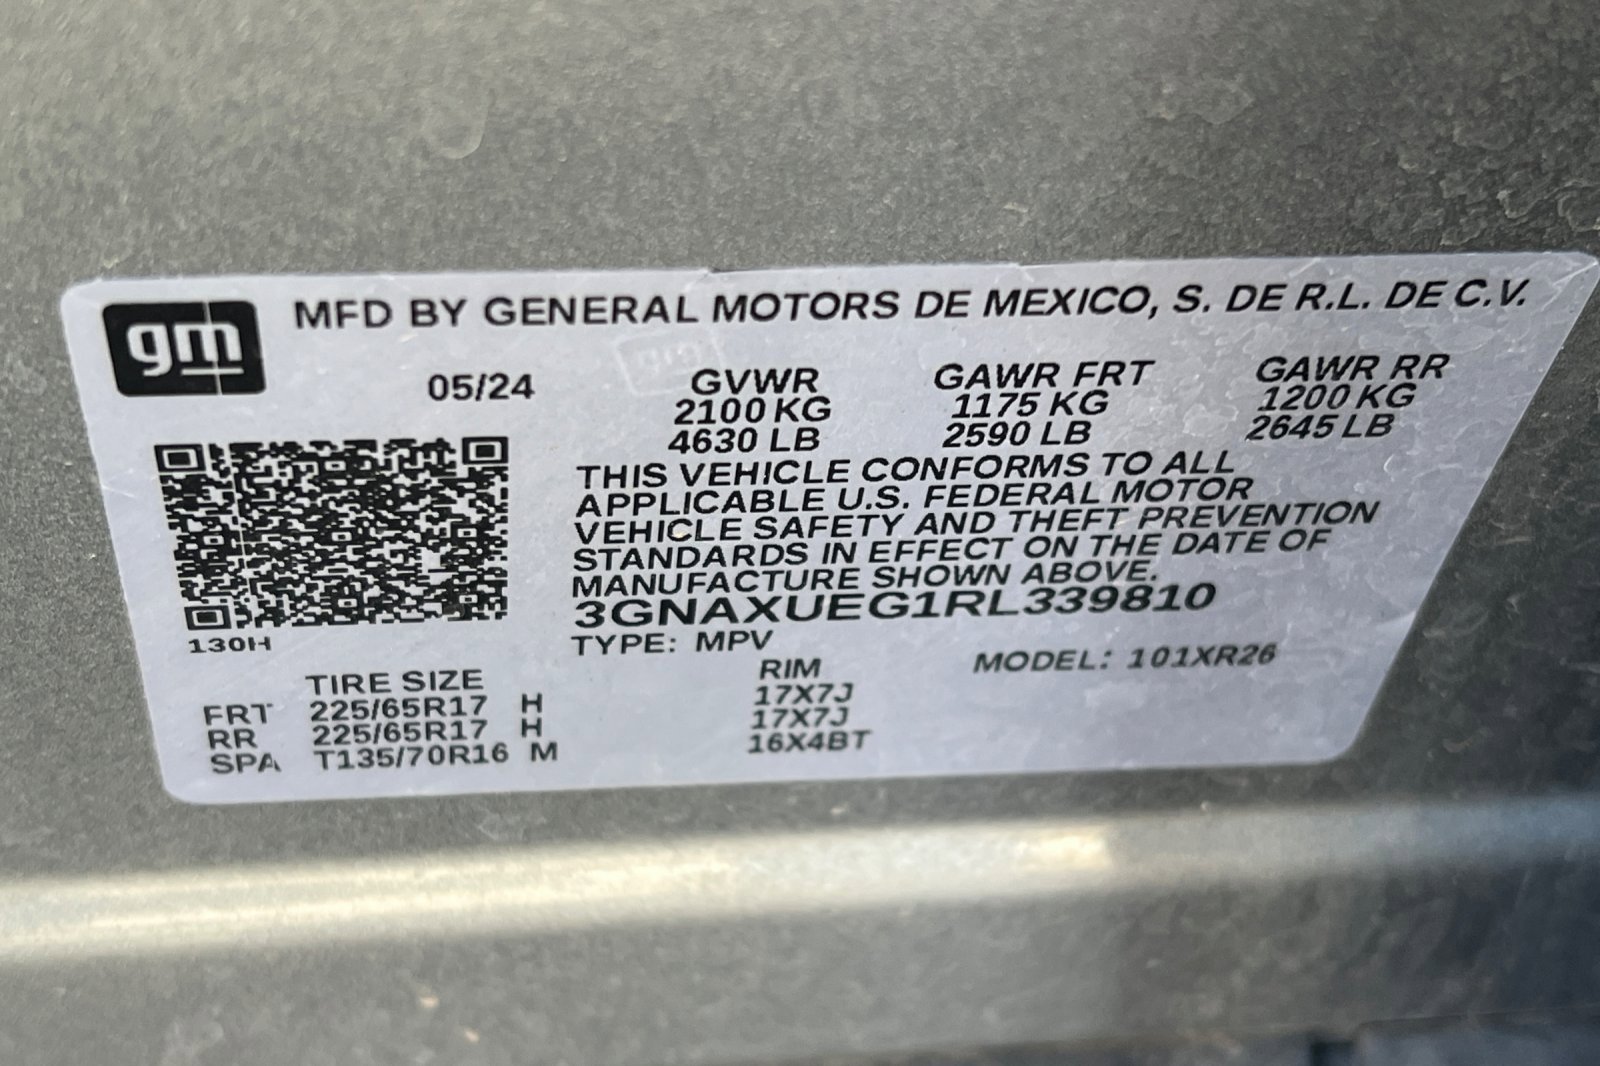 gm MFD BY GENERAL MOTORS DE MEXICO, S. DE R.L. DE C.V.
05/24 GVWR GAWR FRT GAWR RR
2100 KG 1175 KG 1200 KG
4630 LB 2590 LB 2645 LB
THIS VEHICLE CONFORMS TO ALL
APPLICABLE U.S. FEDERAL MOTOR
VEHICLE SAFETY AND THEFT PREVENTION
STANDARDS IN EFFECT ON THE DATE OF
MANUFACTURE SHOWN ABOVE.
3GNAXUEG1RL339810
130H TYPE: MPV MODEL: 101XR26
TIRE SIZE RIM
FRT 225/65R17 H 17X7J
RR 225/65R17 H 17X7J
SPA T135/70R16 M 16X4BT